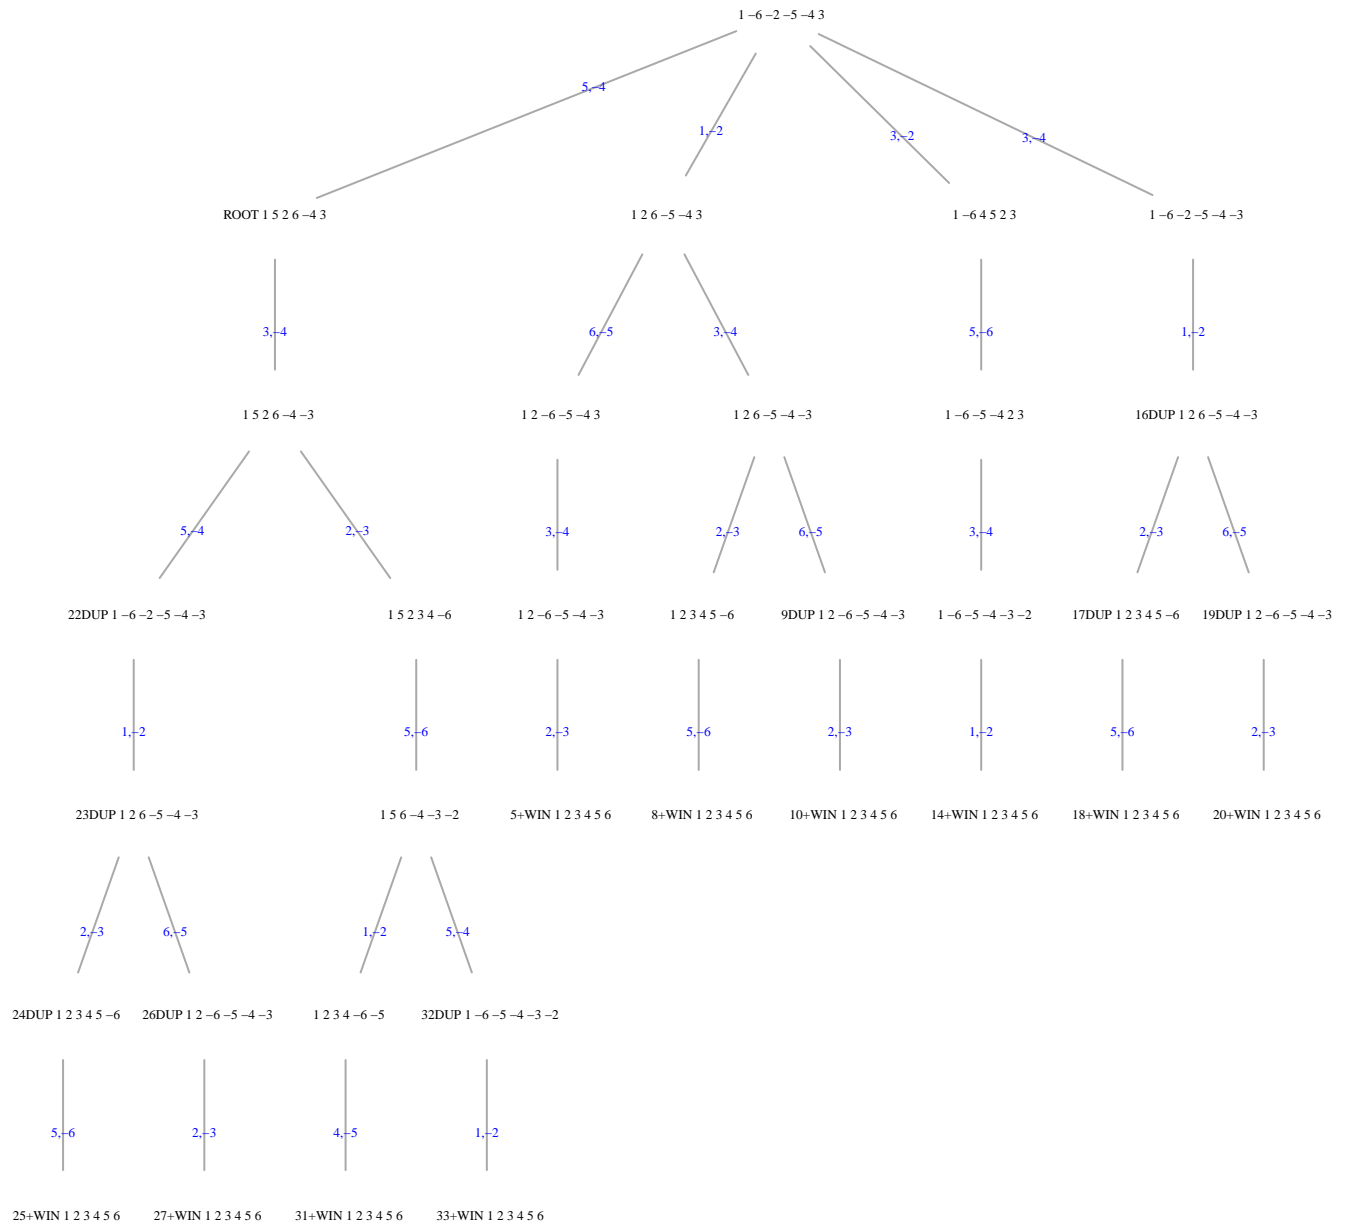 1 –6 –2 –5 –4 3
5,–4
1,–2
3,–2
3,–4
ROOT 1 5 2 6 –4 3
1 2 6 –5 –4 3
1 –6 4 5 2 3
1 –6 –2 –5 –4 –3
3,–4
6,–5
3,–4
5,–6
1,–2
1 5 2 6 –4 –3
1 2 –6 –5 –4 3
1 2 6 –5 –4 –3
1 –6 –5 –4 2 3
16DUP 1 2 6 –5 –4 –3
5,–4
2,–3
3,–4
2,–3
6,–5
3,–4
2,–3
6,–5
22DUP 1 –6 –2 –5 –4 –3
1 5 2 3 4 –6
1 2 –6 –5 –4 –3
1 2 3 4 5 –6
9DUP 1 2 –6 –5 –4 –3
1 –6 –5 –4 –3 –2
17DUP 1 2 3 4 5 –6
19DUP 1 2 –6 –5 –4 –3
1,–2
5,–6
2,–3
5,–6
2,–3
1,–2
5,–6
2,–3
23DUP 1 2 6 –5 –4 –3
1 5 6 –4 –3 –2
5+WIN 1 2 3 4 5 6
8+WIN 1 2 3 4 5 6
10+WIN 1 2 3 4 5 6
14+WIN 1 2 3 4 5 6
18+WIN 1 2 3 4 5 6
20+WIN 1 2 3 4 5 6
2,–3
6,–5
1,–2
5,–4
24DUP 1 2 3 4 5 –6
26DUP 1 2 –6 –5 –4 –3
1 2 3 4 –6 –5
32DUP 1 –6 –5 –4 –3 –2
5,–6
2,–3
4,–5
1,–2
25+WIN 1 2 3 4 5 6
27+WIN 1 2 3 4 5 6
31+WIN 1 2 3 4 5 6
33+WIN 1 2 3 4 5 6